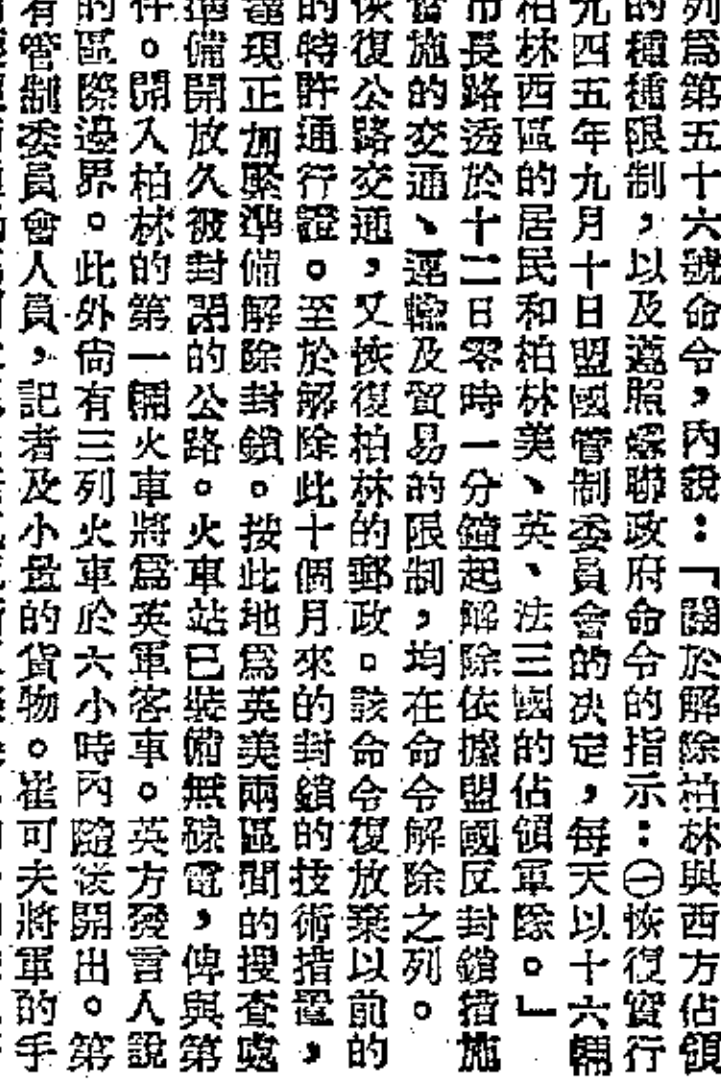 列爲第五十六號命令，內說：「關於解除柏林與西方佔領
的種種限制，以及遵照蘇聯政府命令的指示：㊀恢復實行
九四五年九月十日盟國管制委員會的決定，每天以十六輛
柏林西區的居民和柏林美、英、法三國的佔領軍隊。」
市長路透於十二日零時一分鐘起解除依據盟國反封鎖措施
實施的交通、運輸及貿易的限制，均在命令解除之列。
恢復公路交通，又恢復柏林的郵政。該命令復放棄以前的
的特許通行證。至於解除此十個月來的封鎖的技術措置，
現正加緊準備解除封鎖。按此地爲英美兩區間的搜查處
準備開放久被封閉的公路。火車站已裝備無線電，俾與第
件。開入柏林的第一輛火車將爲英軍客車。英方發言人說
的區際邊界。此外尙有三列火車於六小時內隨後開出。第
有管制委員會人員，記者及小量的貨物。崔可夫將軍的手